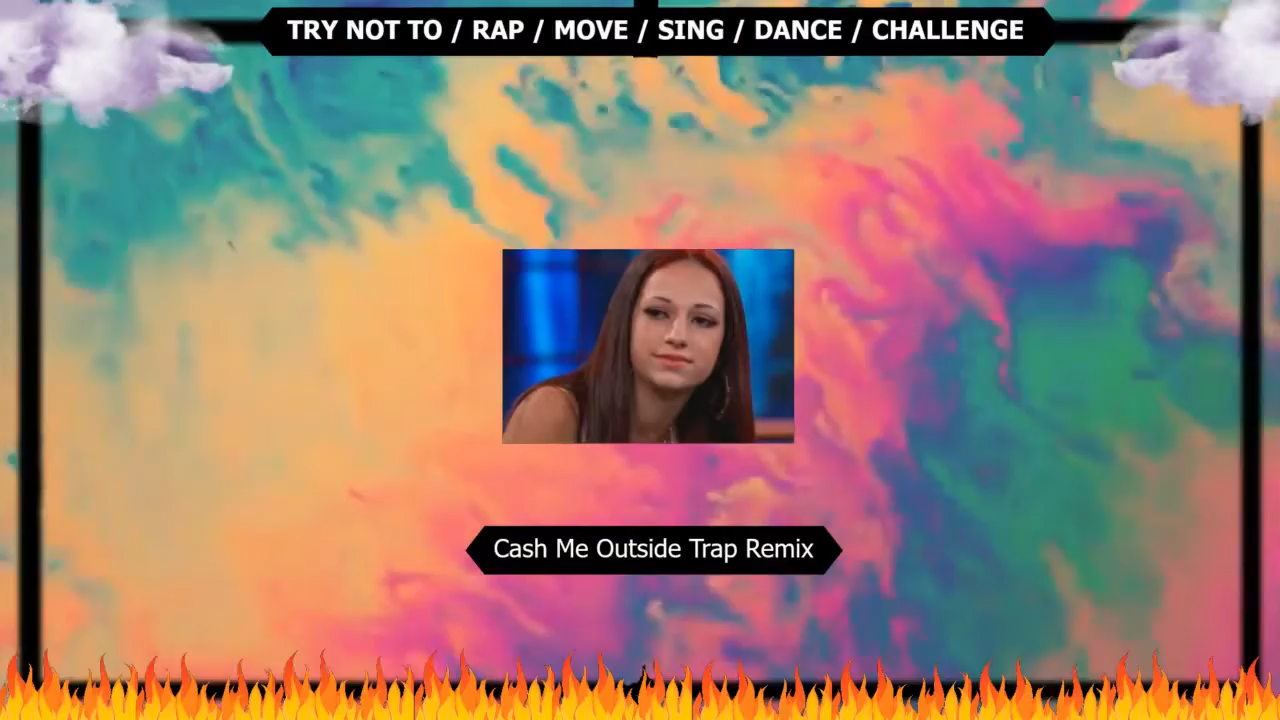 TRY NOT TO / RAP / MOVE / SING / DANCE / CHALLENGE
Cash Me Outside Trap Remix